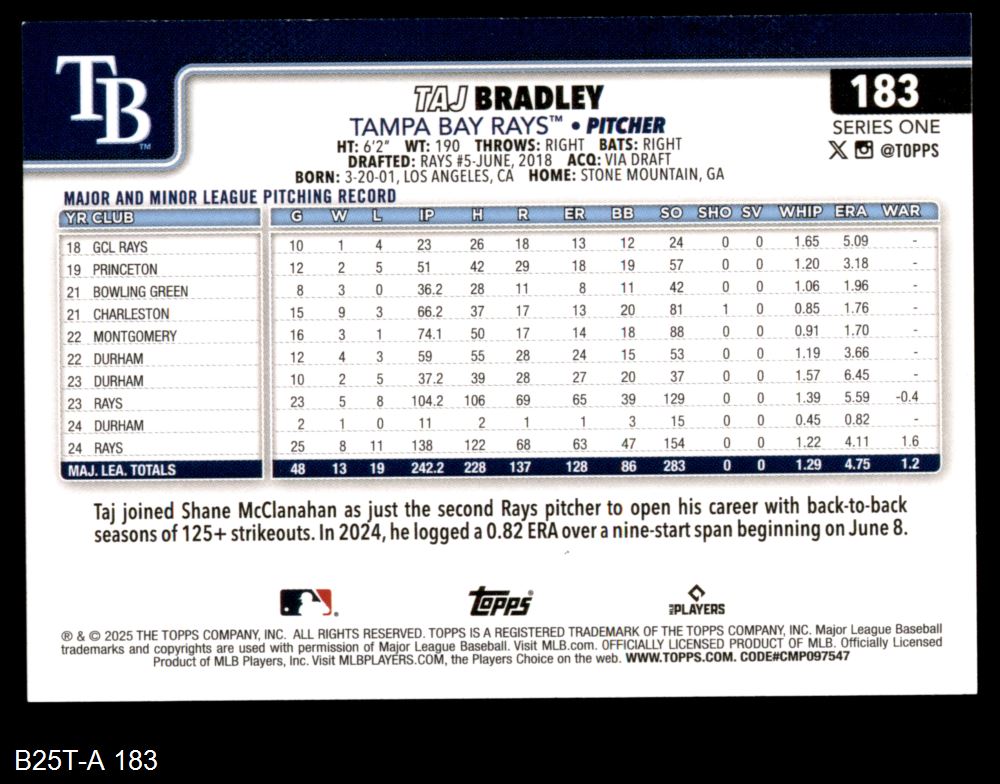 TB™
183
TAJ BRADLEY
TAMPA BAY RAYS™ • PITCHER
SERIES ONE
HT: 6'2" WT: 190 THROWS: RIGHT BATS: RIGHT
@TOPPS
DRAFTED: RAYS #5-JUNE, 2018 ACQ: VIA DRAFT
BORN: 3-20-01, LOS ANGELES, CA HOME: STONE MOUNTAIN, GA
MAJOR AND MINOR LEAGUE PITCHING RECORD
YR CLUB G W L IP H R ER BB SO SHO SV WHIP ERA WAR
18 GCL RAYS 10 1 4 23 26 18 13 12 24 0 0 1.65 5.09 -
19 PRINCETON 12 2 5 51 42 29 18 19 57 0 0 1.20 3.18 -
21 BOWLING GREEN 8 3 0 36.2 28 11 8 11 42 0 0 1.06 1.96 -
21 CHARLESTON 15 9 3 66.2 37 17 13 20 81 1 0 0.85 1.76 -
22 MONTGOMERY 16 3 1 74.1 50 17 14 18 88 0 0 0.91 1.70 -
22 DURHAM 12 4 3 59 55 28 24 15 53 0 0 1.19 3.66 -
23 DURHAM 10 2 5 37.2 39 28 27 20 37 0 0 1.57 6.45 -
23 RAYS 23 5 8 104.2 106 69 65 39 129 0 0 1.39 5.59 -0.4
24 DURHAM 2 1 0 11 2 1 1 3 15 0 0 0.45 0.82 -
24 RAYS 25 8 11 138 122 68 63 47 154 0 0 1.22 4.11 1.6
MAJ. LEA. TOTALS 48 13 19 242.2 228 137 128 86 283 0 0 1.29 4.75 1.2
Taj joined Shane McClanahan as just the second Rays pitcher to open his career with back-to-back
seasons of 125+ strikeouts. In 2024, he logged a 0.82 ERA over a nine-start span beginning on June 8.
Topps®
PLAYERS
® & © 2025 THE TOPPS COMPANY, INC. ALL RIGHTS RESERVED. TOPPS IS A REGISTERED TRADEMARK OF THE TOPPS COMPANY, INC. Major League Baseball
trademarks and copyrights are used with permission of Major League Baseball. Visit MLB.com. OFFICIALLY LICENSED PRODUCT OF MLB. Officially Licensed
Product of MLB Players, Inc. Visit MLBPLAYERS.COM, the Players Choice on the web. WWW.TOPPS.COM. CODE#CMP097547
B25T-A 183